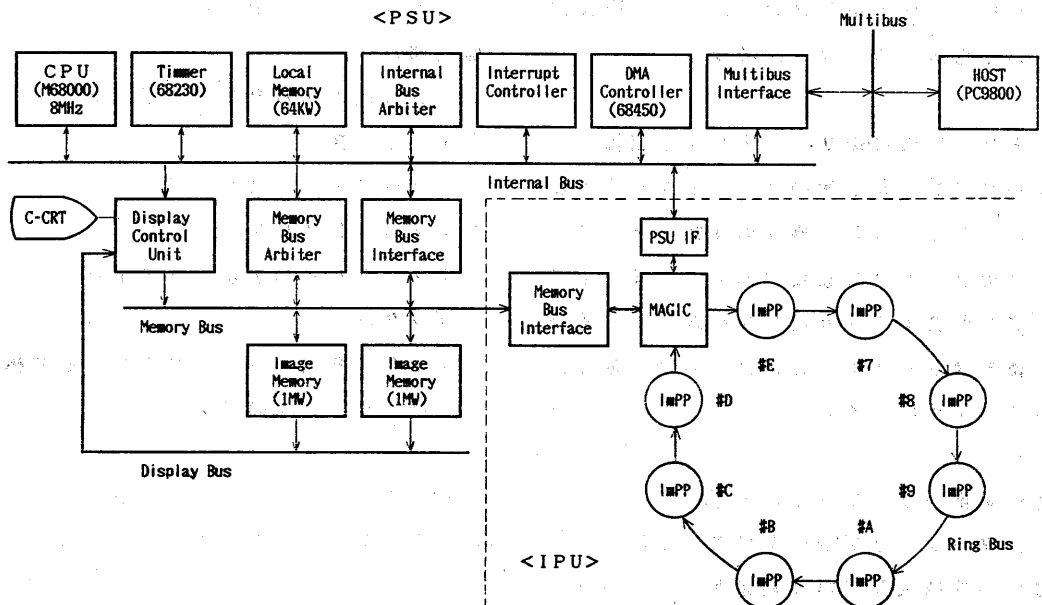 <PSU>
Multibus
CPU
(M68000)
8MHz
Timmer
(68230)
Local
Memory
(64KW)
Internal
Bus
Arbiter
Interrupt
Controller
DMA
Controller
(68450)
Multibus
Interface
HOST
(PC9800)
Internal Bus
C-CRT
Display
Control
Unit
Memory
Bus
Arbiter
Memory
Bus
Interface
PSU IF
Memory
Bus
Interface
MAGIC
ImPP
ImPP
Memory Bus
#E
#7
Image
Memory
(1MW)
Image
Memory
(1MW)
ImPP
#D
#8
ImPP
Display Bus
ImPP
#C
#9
ImPP
#B
#A
Ring Bus
<IPU>
ImPP
ImPP